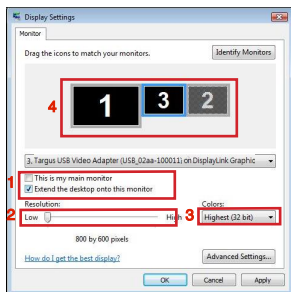 Display Settings
Monitor
Drag the icons to match your monitors.
Identify Monitors
4
1
3
2
3. Targus USB Video Adapter (USB_02aa-100011) on DisplayLink Graphic
1
This is my main monitor
Extend the desktop onto this monitor
Resolution:
Colors:
2
Low
High
3
Highest (32 bit)
800 by 600 pixels
How do I get the best display?
Advanced Settings...
OK
Cancel
Apply